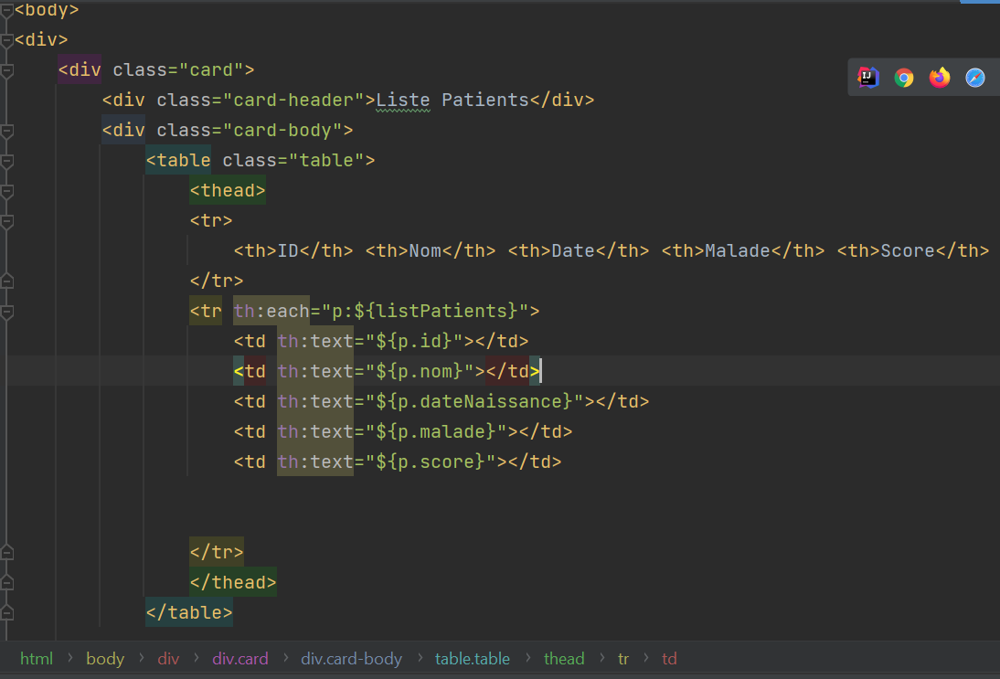 <body>
<div>
<div class="card">
<div class="card-header">Liste Patients</div>
<div class="card-body">
<table class="table">
<thead>
<tr>
<th>ID</th> <th>Nom</th> <th>Date</th> <th>Malade</th> <th>Score</th>
</tr>
<tr th:each="p:${listPatients}">
<td th:text="${p.id}"></td>
<td th:text="${p.nom}"></td>
<td th:text="${p.dateNaissance}"></td>
<td th:text="${p.malade}"></td>
<td th:text="${p.score}"></td>
</tr>
</thead>
</table>
html › body › div › div.card › div.card-body › table.table › thead › tr › td